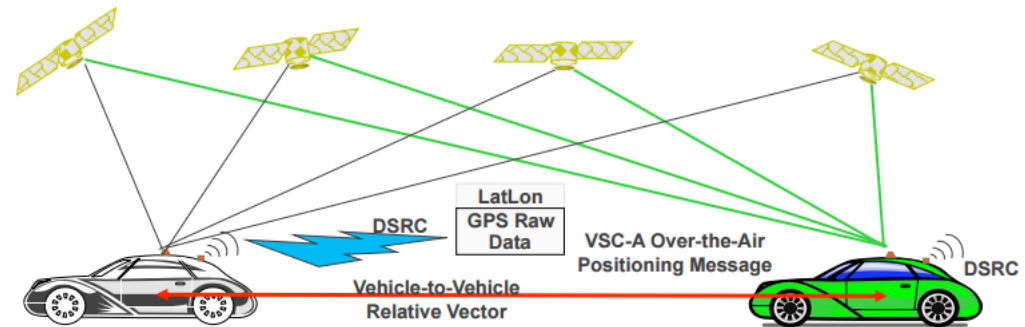 LatLon
GPS Raw
Data
DSRC
VSC-A Over-the-Air
Positioning Message
DSRC
Vehicle-to-Vehicle
Relative Vector